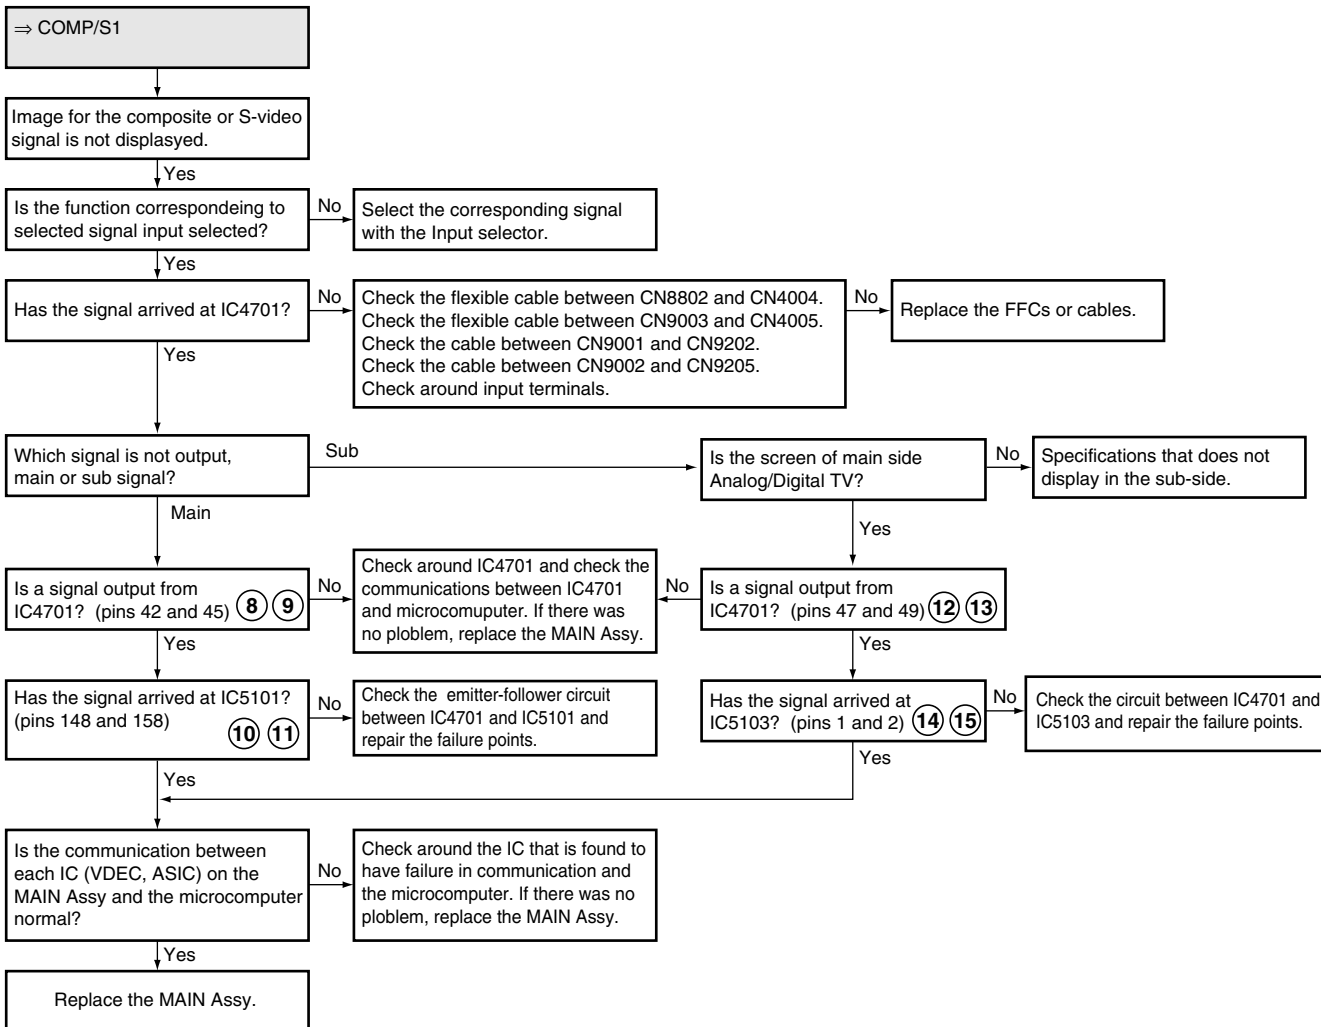 ⇒ COMP/S1
Image for the composite or S-video
signal is not displasyed.
Yes
Is the function correspondeing to
selected signal input selected?
No
Select the corresponding signal
with the Input selector.
Yes
Has the signal arrived at IC4701?
No
Check the flexible cable between CN8802 and CN4004.
Check the flexible cable between CN9003 and CN4005.
Check the cable between CN9001 and CN9202.
Check the cable between CN9002 and CN9205.
Check around input terminals.
No
Replace the FFCs or cables.
Yes
Which signal is not output,
main or sub signal?
Sub
Is the screen of main side
Analog/Digital TV?
No
Specifications that does not
display in the sub-side.
Main
Yes
Is a signal output from
IC4701? (pins 42 and 45) 8 9
No
Check around IC4701 and check the
communications between IC4701
and microcomuputer. If there was
no ploblem, replace the MAIN Assy.
No
Is a signal output from
IC4701? (pins 47 and 49) 12 13
Yes
Yes
Has the signal arrived at IC5101?
(pins 148 and 158) 10 11
No
Check the emitter-follower circuit
between IC4701 and IC5101 and
repair the failure points.
Has the signal arrived at
IC5103? (pins 1 and 2) 14 15
No
Check the circuit between IC4701 and
IC5103 and repair the failure points.
Yes
Yes
Is the communication between
each IC (VDEC, ASIC) on the
MAIN Assy and the microcomputer
normal?
No
Check around the IC that is found to
have failure in communication and
the microcomputer. If there was no
ploblem, replace the MAIN Assy.
Yes
Replace the MAIN Assy.